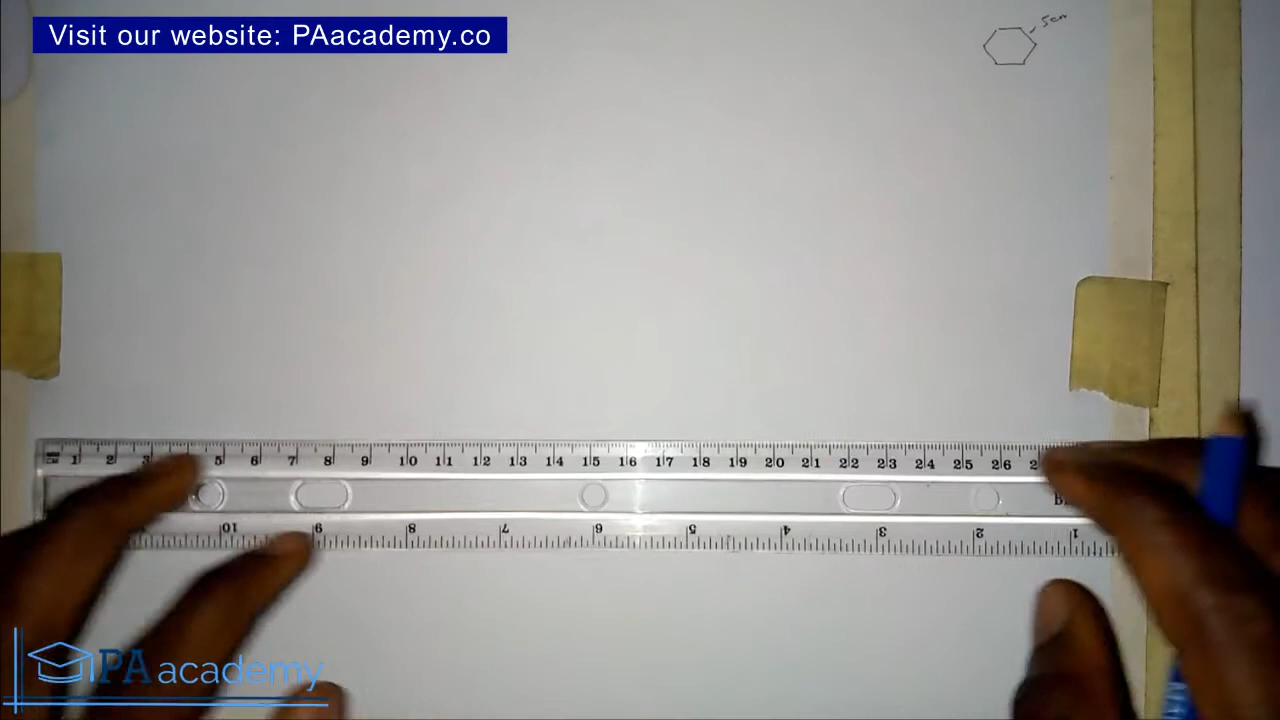 Visit our website: PAacademy.co
5cm
1 2 3 5 6 7 8 9 10 11 12 13 14 15 16 17 18 19 20 21 22 23 24 25 26
10 9 8 7 6 5 4 3 2 1
PA academy